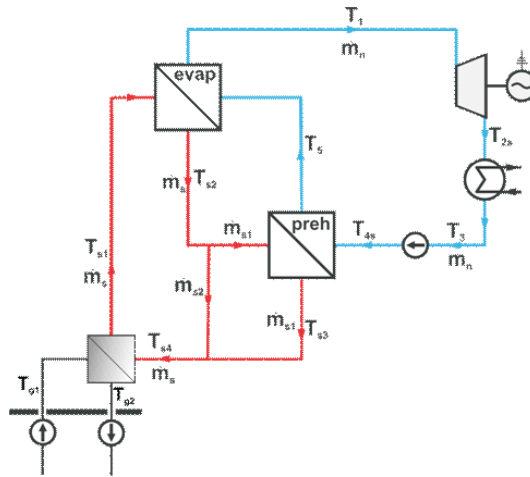 T1
ṁn
evap
T2s
ṁs
Ts2
T5
Ts1
ṁs
ṁs1
preh
T4s
T3
ṁn
ṁs2
ṁs1
Ts3
Ts4
ṁs
Tg1
Tg2